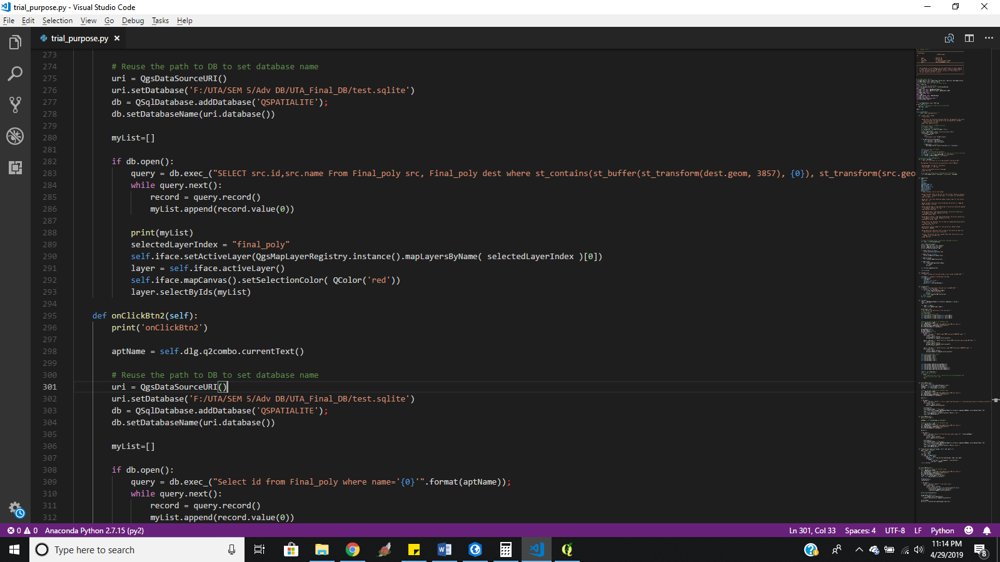 trial_purpose.py - Visual Studio Code
File Edit Selection View Go Debug Tasks Help
trial_purpose.py
273
274 # Reuse the path to DB to set database name
275 uri = QgsDataSourceURI()
276 uri.setDatabase('F:/UTA/SEM 5/Adv DB/UTA_Final_DB/test.sqlite')
277 db = QSqlDatabase.addDatabase('QSPATIALITE');
278 db.setDatabaseName(uri.database())
279
280 myList=[]
281
282 if db.open():
283 query = db.exec_("SELECT src.id,src.name From Final_poly src, Final_poly dest where st_contains(st_buffer(st_transform(dest.geom, 3857), {0}), st_transform(src.geo
284 while query.next():
285 record = query.record()
286 myList.append(record.value(0))
287
288 print(myList)
289 selectedLayerIndex = "final_poly"
290 self.iface.setActiveLayer(QgsMapLayerRegistry.instance().mapLayersByName( selectedLayerIndex )[0])
291 layer = self.iface.activeLayer()
292 self.iface.mapCanvas().setSelectionColor( QColor('red'))
293 layer.selectByIds(myList)
294
295 def onClickBtn2(self):
296 print('onClickBtn2')
297
298 aptName = self.dlg.q2combo.currentText()
299
300 # Reuse the path to DB to set database name
301 uri = QgsDataSourceURI()
302 uri.setDatabase('F:/UTA/SEM 5/Adv DB/UTA_Final_DB/test.sqlite')
303 db = QSqlDatabase.addDatabase('QSPATIALITE');
304 db.setDatabaseName(uri.database())
305
306 myList=[]
307
308 if db.open():
309 query = db.exec_("Select id from Final_poly where name='{0}'".format(aptName));
310 while query.next():
311 record = query.record()
312 myList.append(record.value(0))
0 0 Anaconda Python 2.7.15 (py2) Ln 301, Col 33 Spaces: 4 UTF-8 LF Python
Type here to search
11:14 PM
4/29/2019
8